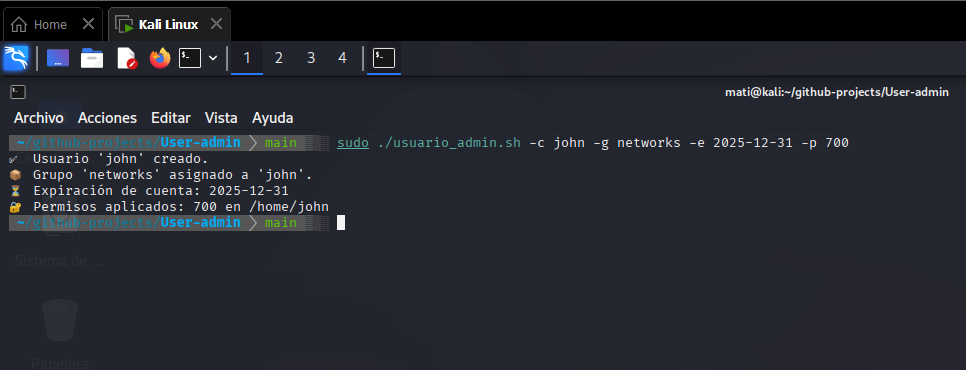 Home
Kali Linux
1 2 3 4
mati@kali:~/github-projects/User-admin
Archivo Acciones Editar Vista Ayuda
~/github-projects/User-admin main sudo ./usuario_admin.sh -c john -g networks -e 2025-12-31 -p 700
Usuario 'john' creado.
Grupo 'networks' asignado a 'john'.
Expiración de cuenta: 2025-12-31
Permisos aplicados: 700 en /home/john
~/github-projects/User-admin main
Sistema de ...
Papelera